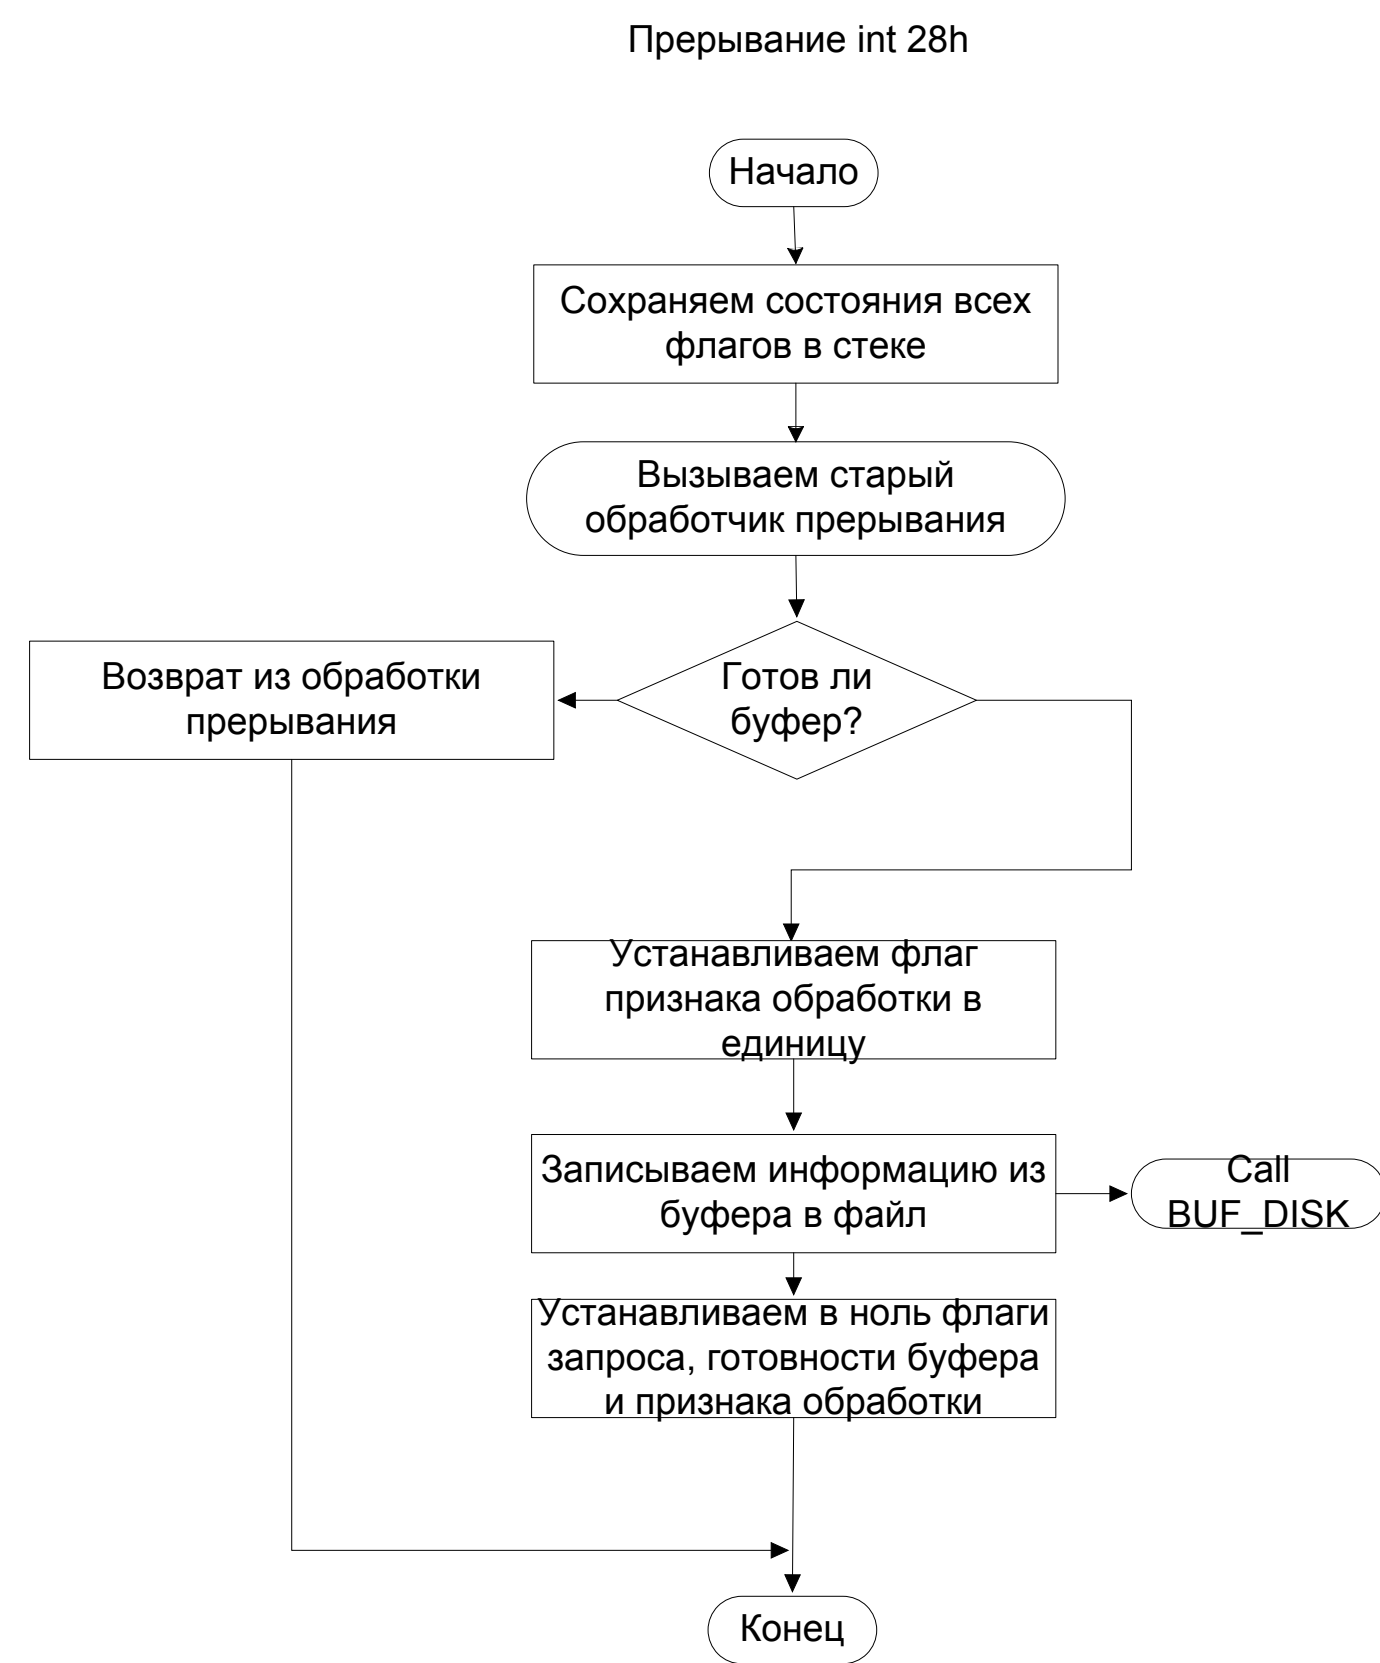 Прерывание int 28h
Начало
Сохраняем состояния всех
флагов в стеке
Вызываем старый
обработчик прерывания
Возврат из обработки
прерывания
Готов ли
буфер?
Устанавливаем флаг
признака обработки в
единицу
Записываем информацию из
буфера в файл
Call
BUF_DISK
Устанавливаем в ноль флаги
запроса, готовности буфера
и признака обработки
Конец